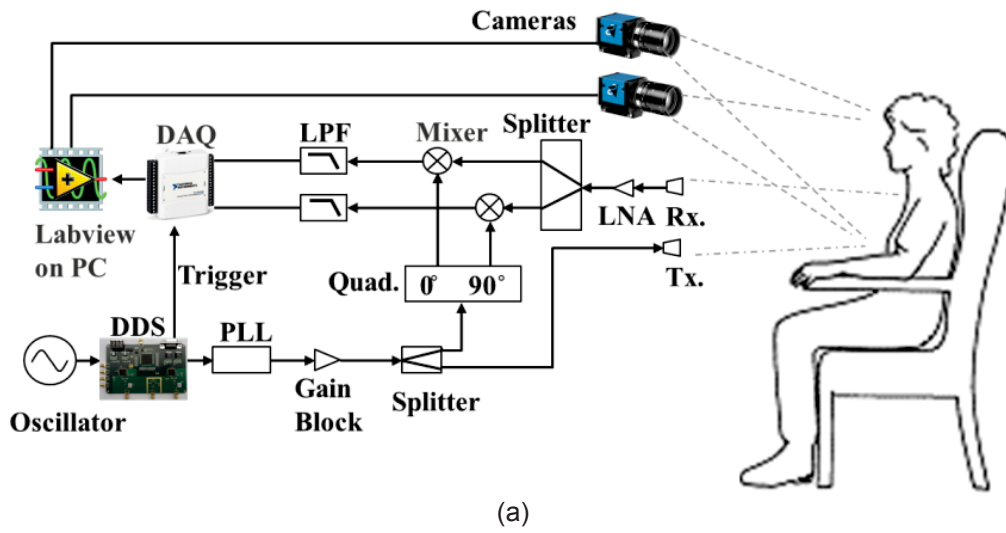 Cameras
DAQ
LPF
Mixer
Splitter
Labview
on PC
LNA
Rx.
Trigger
Quad.
0°
90°
Tx.
DDS
PLL
Oscillator
Gain
Block
Splitter
(a)